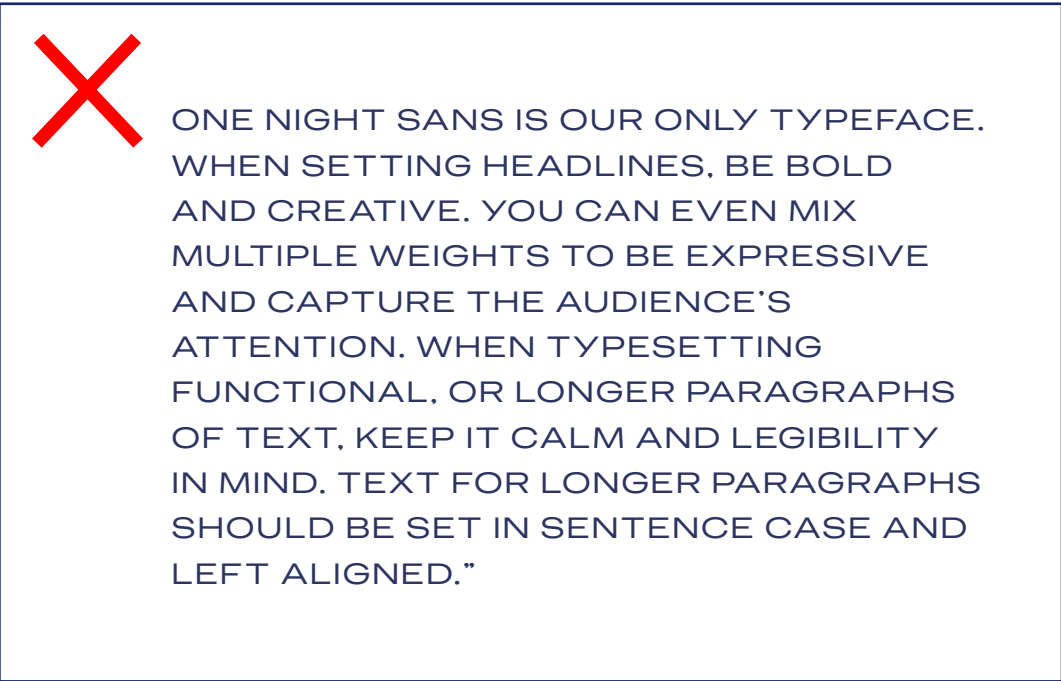 ONE NIGHT SANS IS OUR ONLY TYPEFACE.
WHEN SETTING HEADLINES, BE BOLD
AND CREATIVE. YOU CAN EVEN MIX
MULTIPLE WEIGHTS TO BE EXPRESSIVE
AND CAPTURE THE AUDIENCE’S
ATTENTION. WHEN TYPESETTING
FUNCTIONAL, OR LONGER PARAGRAPHS
OF TEXT, KEEP IT CALM AND LEGIBILITY
IN MIND. TEXT FOR LONGER PARAGRAPHS
SHOULD BE SET IN SENTENCE CASE AND
LEFT ALIGNED.”